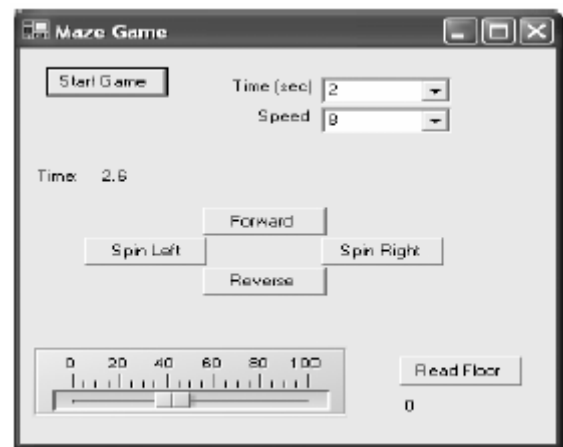 Maze Game
Start Game
Time (sec) 2
Speed 8
Time: 2.6
Forward
Spin Left Spin Right
Reverse
0 20 40 60 80 100
Read Floor
0